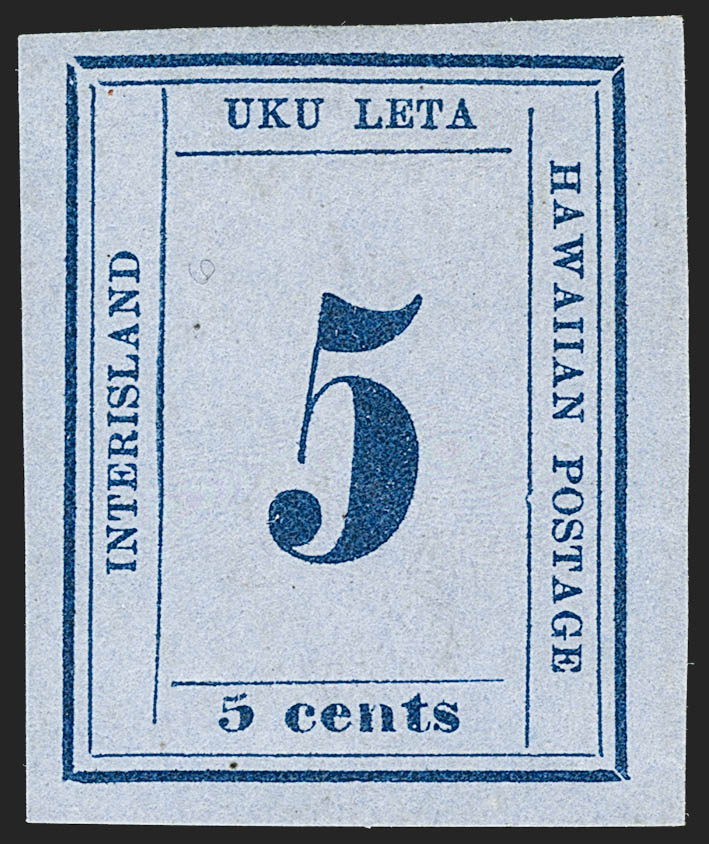 UKU LETA
INTERISLAND
HAWAIIAN POSTAGE
5
5 cents